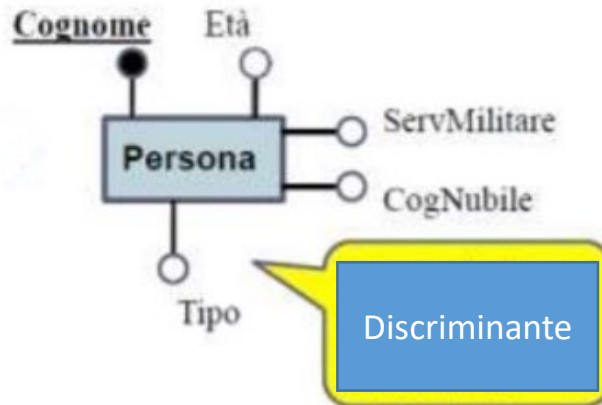 Cognome
Età
ServMilitare
Persona
CogNubile
Tipo
Discriminante